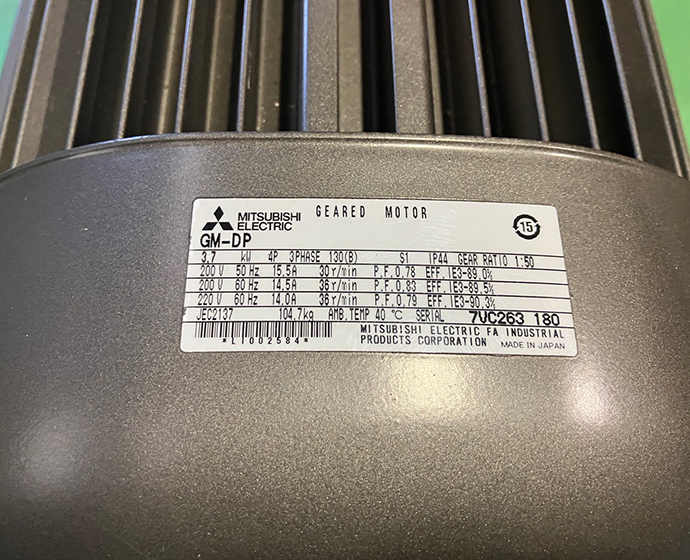 MITSUBISHI ELECTRIC GEARED MOTOR 15
GM-DP
3.7 kW 4P 3PHASE 130(B) S1 IP44 GEAR RATIO 1:50
200 V 50 Hz 15.5A 30 r/min P.F.0.78 EFF.IE3-89.0%
200 V 60 Hz 14.5A 36 r/min P.F.0.83 EFF.IE3-89.5%
220 V 60 Hz 14.0A 36 r/min P.F.0.79 EFF.IE3-90.3%
JEC2137 104.7kg AMB.TEMP 40 °C SERIAL 7VC263 180
*LI002584*
MITSUBISHI ELECTRIC FA INDUSTRIAL
PRODUCTS CORPORATION MADE IN JAPAN